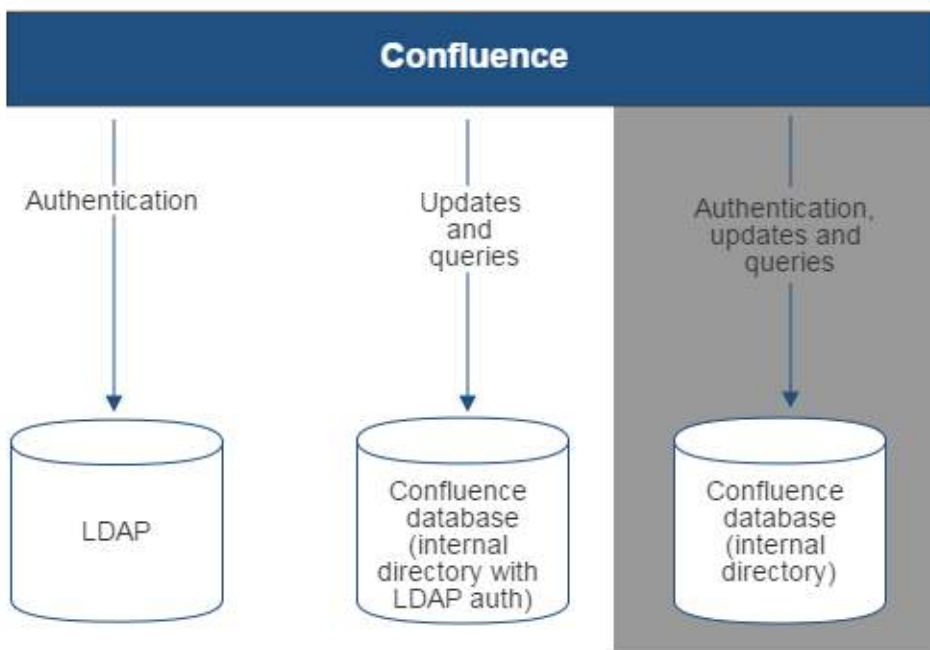 Confluence
Authentication
Updates
and
queries
Authentication,
updates and
queries
LDAP
Confluence
database
(internal
directory with
LDAP auth)
Confluence
database
(internal
directory)